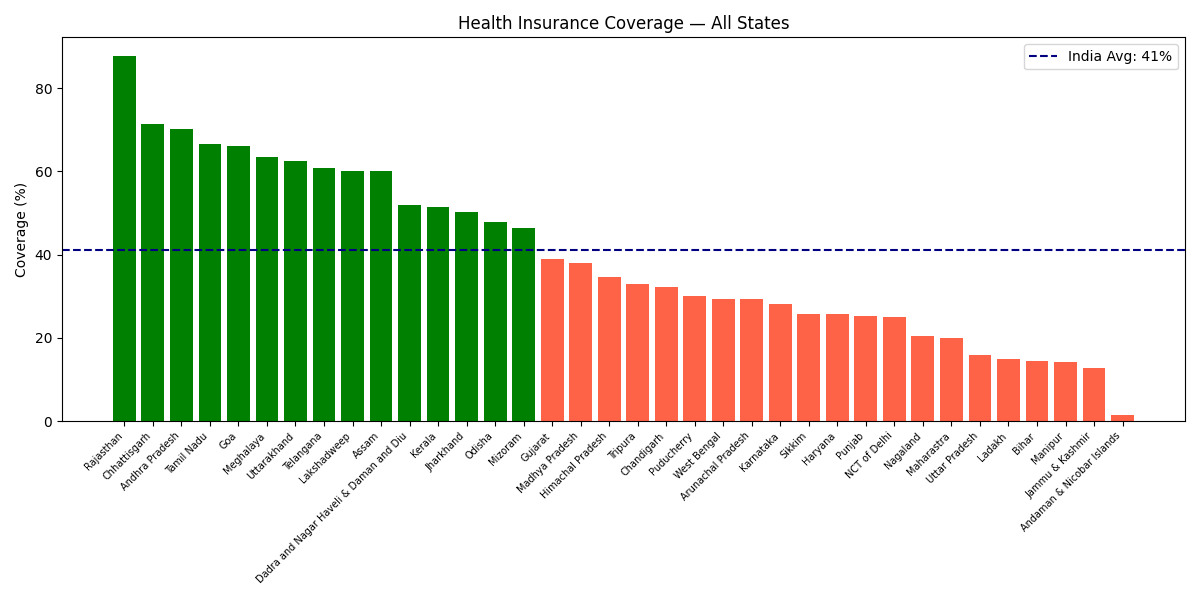 Health Insurance Coverage — All States
India Avg: 41%
Coverage (%)
80
60
40
20
0
Rajasthan
Chhattisgarh
Andhra Pradesh
Tamil Nadu
Goa
Meghalaya
Uttarakhand
Telangana
Lakshadweep
Assam
Dadra and Nagar Haveli & Daman and Diu
Kerala
Jharkhand
Odisha
Mizoram
Gujarat
Madhya Pradesh
Himachal Pradesh
Tripura
Chandigarh
Puducherry
West Bengal
Arunachal Pradesh
Karnataka
Sikkim
Haryana
Punjab
NCT of Delhi
Nagaland
Maharastra
Uttar Pradesh
Ladakh
Bihar
Manipur
Jammu & Kashmir
Andaman & Nicobar Islands